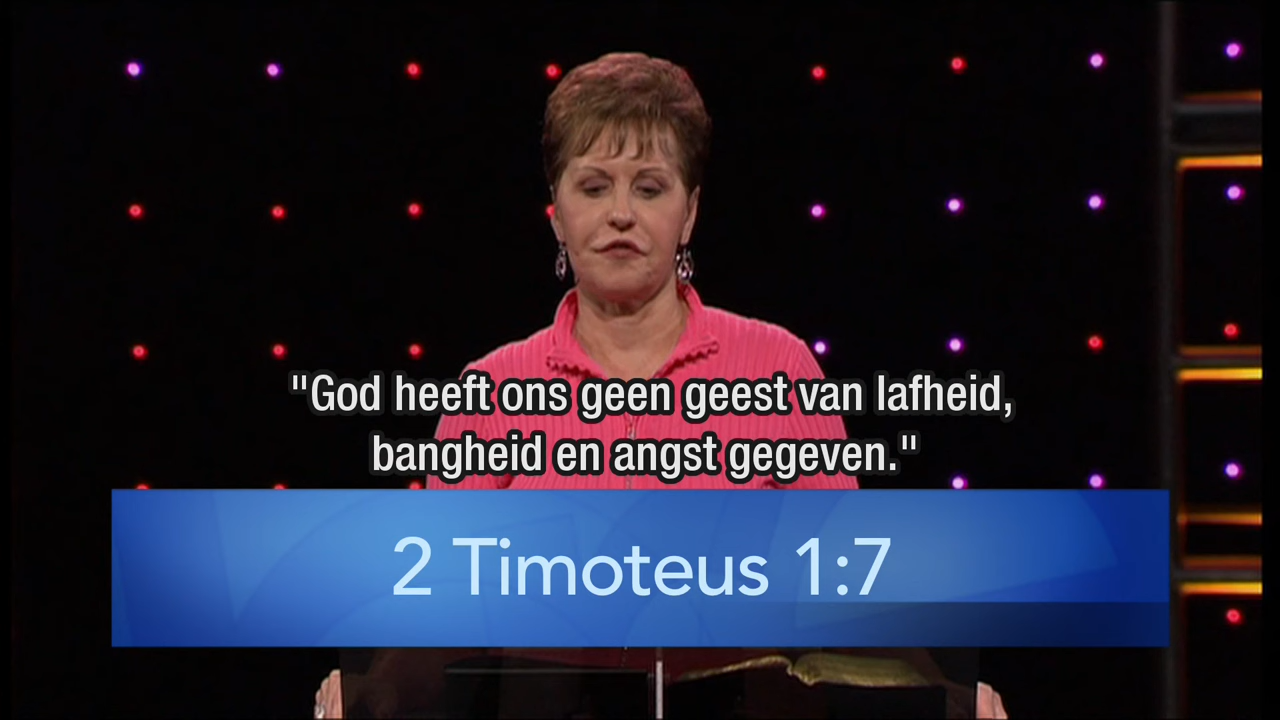 "God heeft ons geen geest van lafheid,
bangheid en angst gegeven."
2 Timoteus 1:7